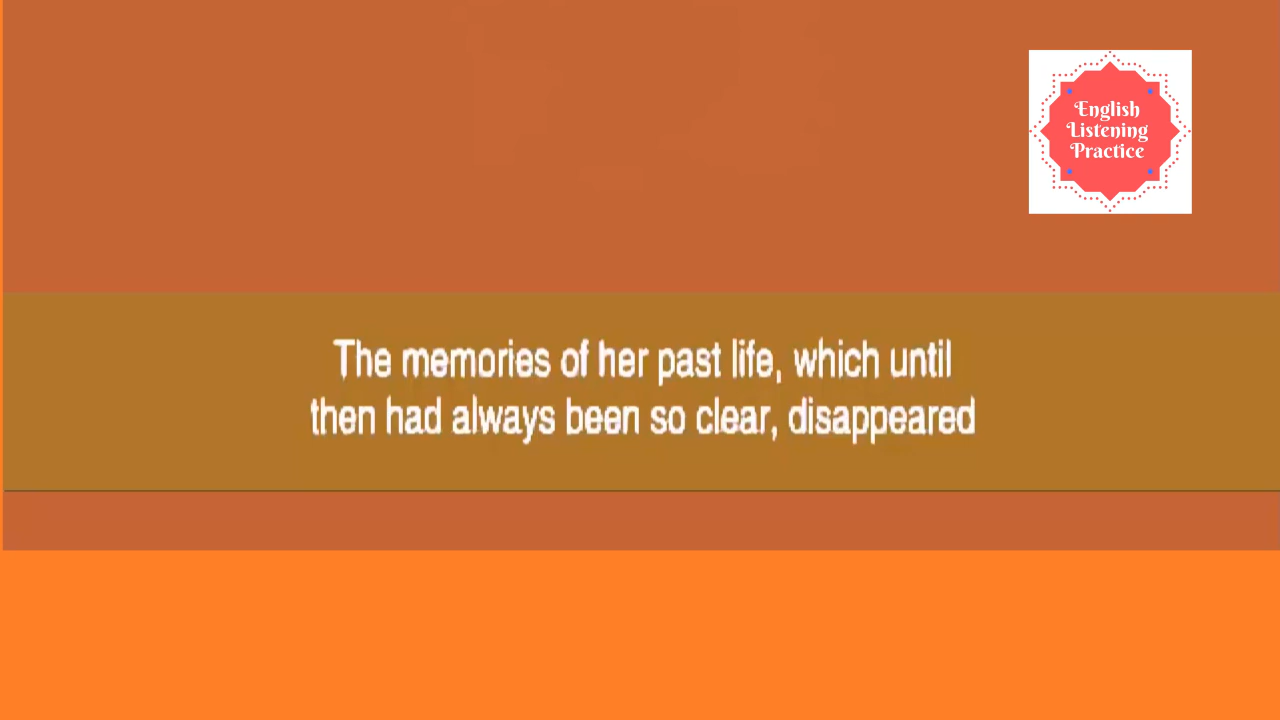 English
Listening
Practice
The memories of her past life, which until
then had always been so clear, disappeared